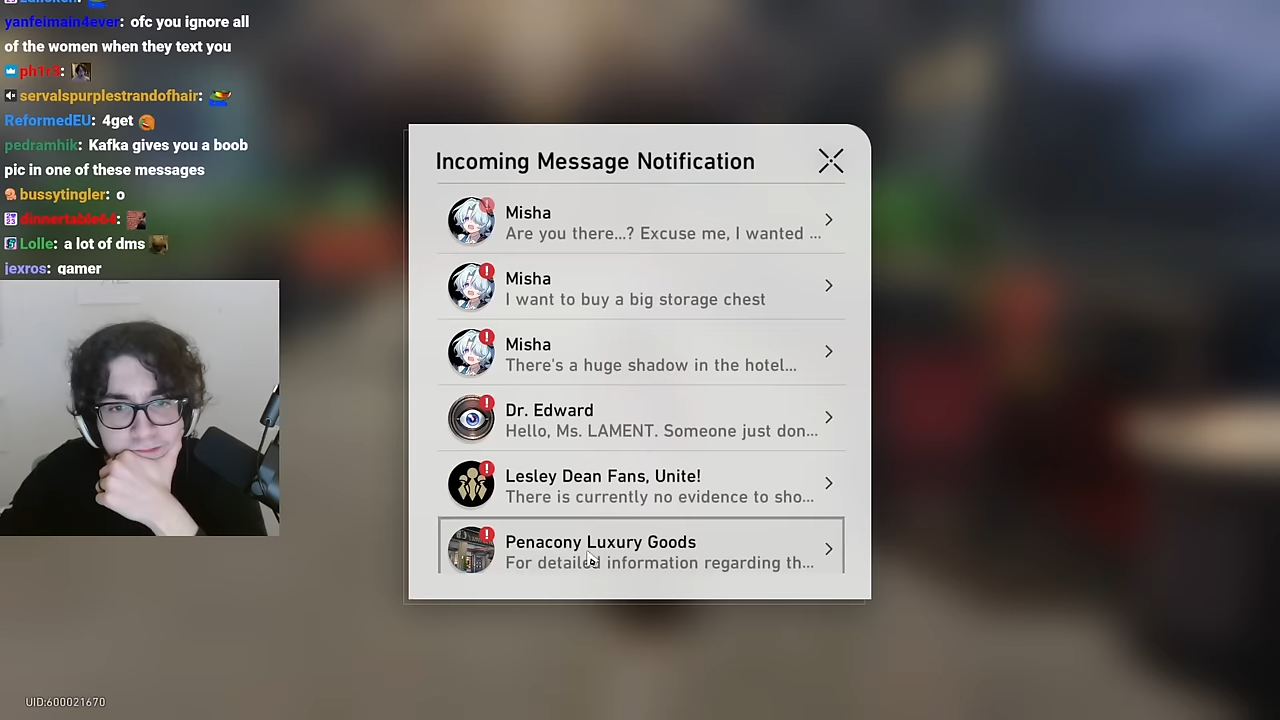 yanfeimain4ever: ofc you ignore all
of the women when they text you
ph1r3:
servalspurplestrandofhair:
ReformedEU: 4get
pedramhik: Kafka gives you a boob
pic in one of these messages
bussytingler: o
dinnertable64:
Lolle: a lot of dms
jexros: gamer
Incoming Message Notification
Misha
Are you there...? Excuse me, I wanted ...
Misha
I want to buy a big storage chest
Misha
There's a huge shadow in the hotel...
Dr. Edward
Hello, Ms. LAMENT. Someone just don...
Lesley Dean Fans, Unite!
There is currently no evidence to sho...
Penacony Luxury Goods
For detailed information regarding th...
UID:600021670